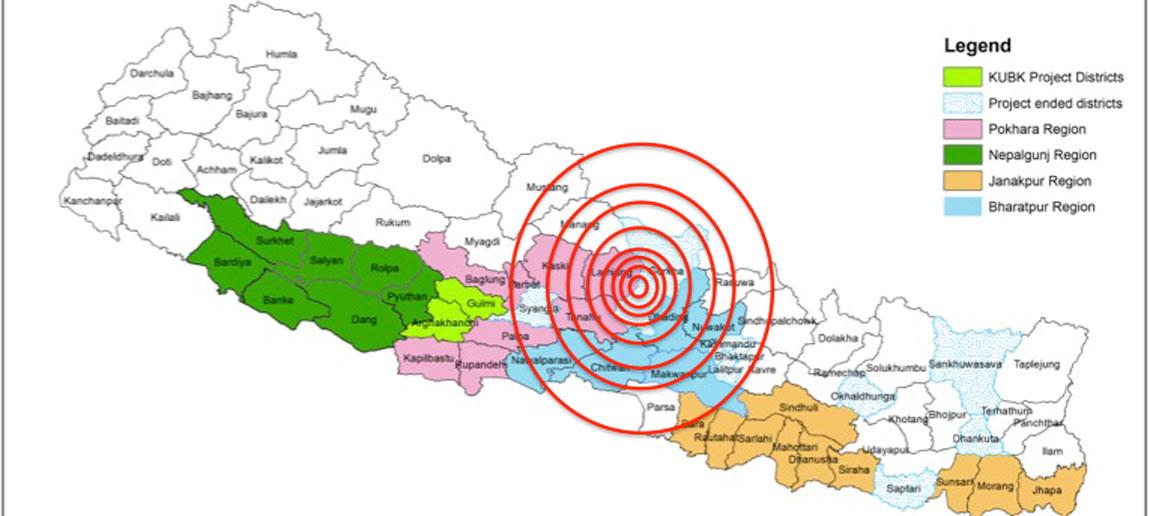 Legend
KUBK Project Districts
Project ended districts
Pokhara Region
Nepalgunj Region
Janakpur Region
Bharatpur Region
Humla
Darchula
Bajhang
Mugu
Bajura
Baitadi
Jumla
Dadeldhura
Doti
Kalikot
Dolpa
Achham
Mustang
Kanchanpur
Dailekh
Jajarkot
Kailali
Rukum
Manang
Surkhet
Myagdi
Salyan
Rolpa
Kaski
Lamjung
Gorkha
Bardiya
Baglung
Parbat
Rasuwa
Banke
Pyuthan
Gulmi
Syangja
Tanahu
Dhading
Dang
Arghakhanchi
Nuwakot
Sindhupalchowk
Palpa
Kathmandu
Dolakha
Kapilbastu
Rupandehi
Nawalparasi
Chitwan
Makwanpur
Bhaktapur
Lalitpur
Kavre
Ramechap
Solukhumbu
Sankhuwasava
Taplejung
Parsa
Bara
Sindhuli
Okhaldhunga
Khotang
Bhojpur
Terhathum
Panchthar
Rautahat
Sarlahi
Mahottari
Dhanusha
Siraha
Udayapur
Dhankuta
Ilam
Saptari
Sunsari
Morang
Jhapa